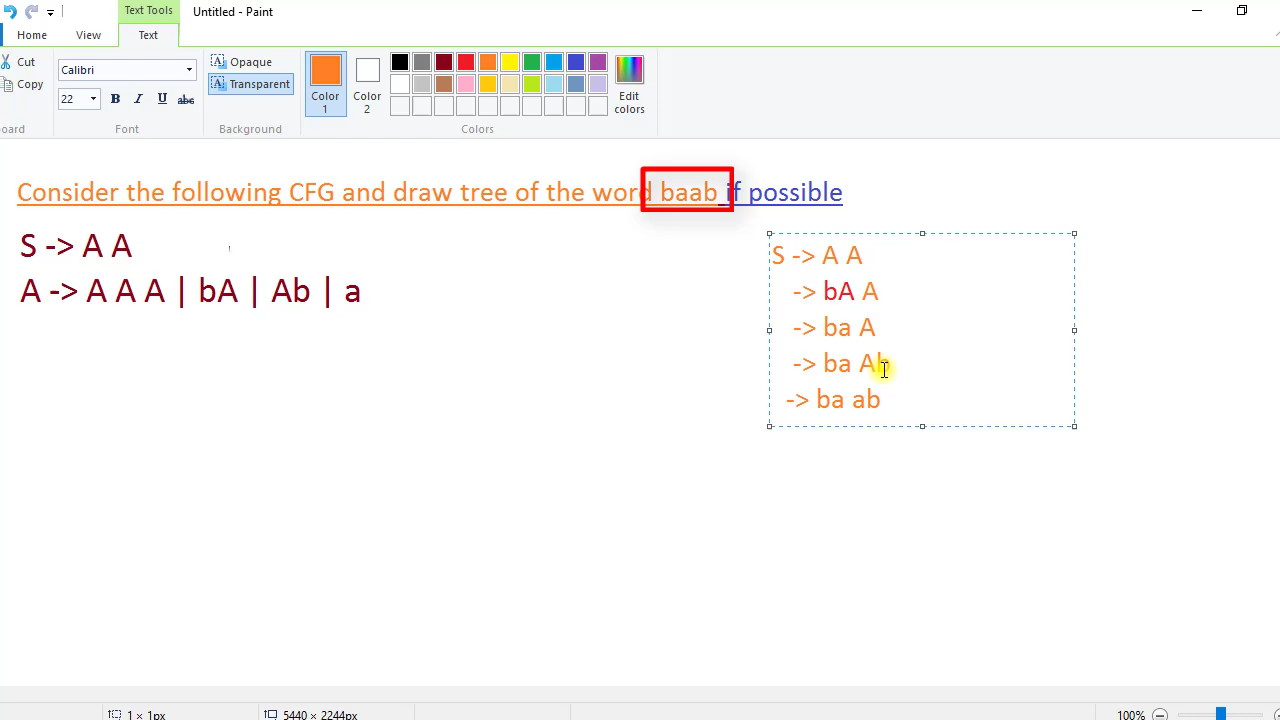 Untitled - Paint
Text Tools
Home View Text
Cut
Copy
oard
Calibri
22 B I U abc
Font
Opaque
Transparent
Background
Color 1
Color 2
Edit colors
Colors
Consider the following CFG and draw tree of the word baab if possible
S -> A A
A -> A A A | bA | Ab | a
S -> A A
-> bA A
-> ba A
-> ba Ab
-> ba ab
1 × 1px
5440 × 2244px
100%